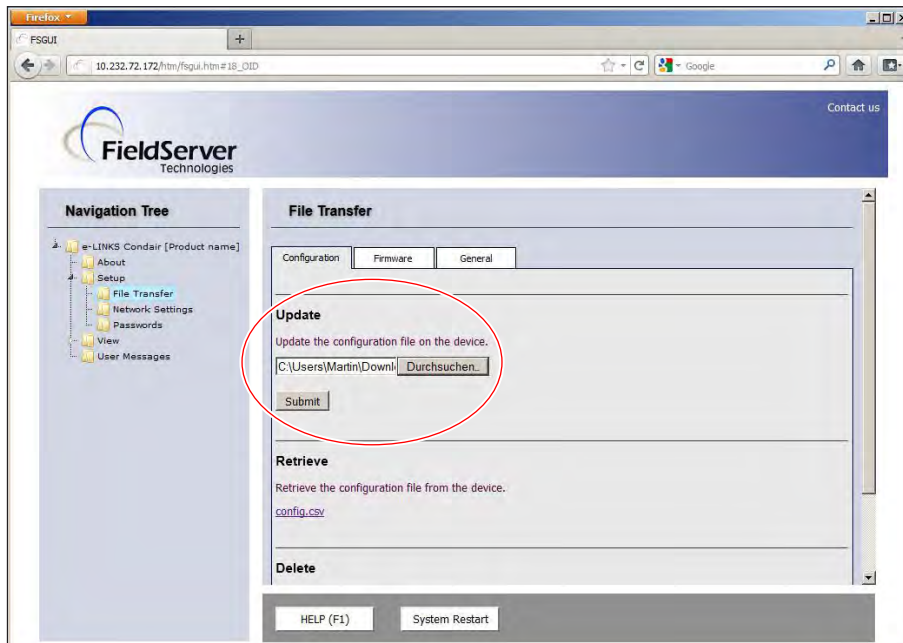 Firefox
FSGUI
10.232.72.172/htm/fsgui.htm#18_OID
Google
Contact us
FieldServer
Technologies
Navigation Tree
e-LINKS Condair [Product name]
About
Setup
File Transfer
Network Settings
Passwords
View
User Messages
File Transfer
Configuration
Firmware
General
Update
Update the configuration file on the device.
C:\Users\Martin\Downl
Durchsuchen..
Submit
Retrieve
Retrieve the configuration file from the device.
config.csv
Delete
HELP (F1)
System Restart